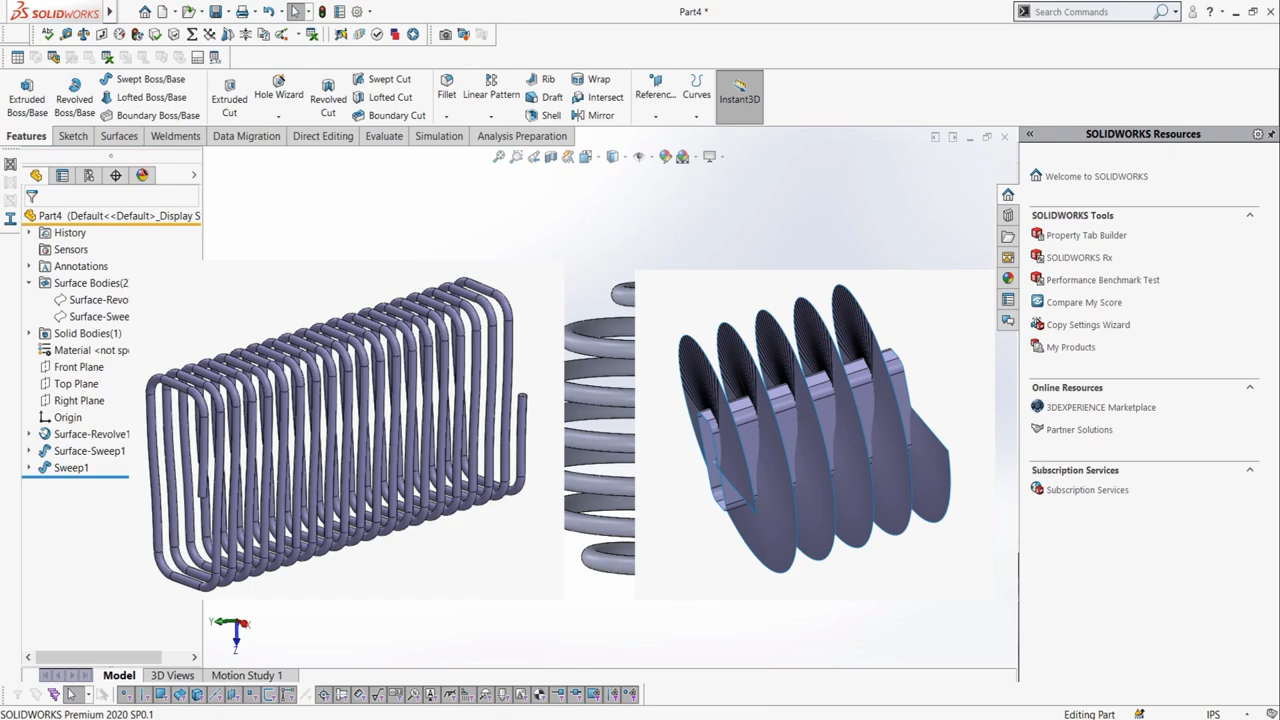 SOLIDWORKS
Part4 *
Search Commands
Extruded Boss/Base
Revolved Boss/Base
Swept Boss/Base
Lofted Boss/Base
Boundary Boss/Base
Extruded Cut
Hole Wizard
Revolved Cut
Swept Cut
Lofted Cut
Boundary Cut
Fillet
Linear Pattern
Rib
Draft
Shell
Wrap
Intersect
Mirror
Referenc...
Curves
Instant3D
Features
Sketch
Surfaces
Weldments
Data Migration
Direct Editing
Evaluate
Simulation
Analysis Preparation
Part4 (Default<<Default>_Display S
History
Sensors
Annotations
Surface Bodies(2
Surface-Revo
Surface-Swee
Solid Bodies(1)
Material <not sp
Front Plane
Top Plane
Right Plane
Origin
Surface-Revolve1
Surface-Sweep1
Sweep1
Y
X
Z
SOLIDWORKS Resources
Welcome to SOLIDWORKS
SOLIDWORKS Tools
Property Tab Builder
SOLIDWORKS Rx
Performance Benchmark Test
Compare My Score
Copy Settings Wizard
My Products
Online Resources
3DEXPERIENCE Marketplace
Partner Solutions
Subscription Services
Subscription Services
Model
3D Views
Motion Study 1
SOLIDWORKS Premium 2020 SP0.1
Editing Part
IPS